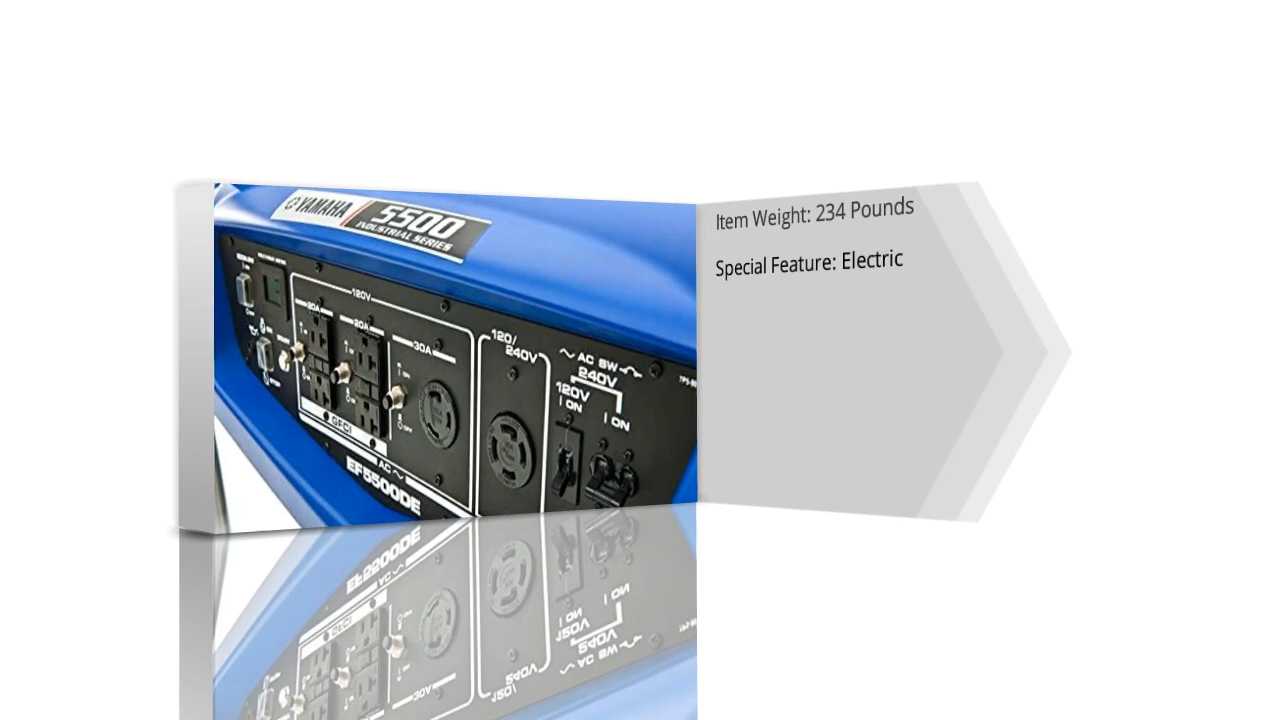 YAMAHA
5500
INDUSTRIAL SERIES
120V
20A
20A
30A
120/
240V
AC SW
240V
120V
ON
ON
GFCI
AC
EF5500DE
Item Weight: 234 Pounds
Special Feature: Electric